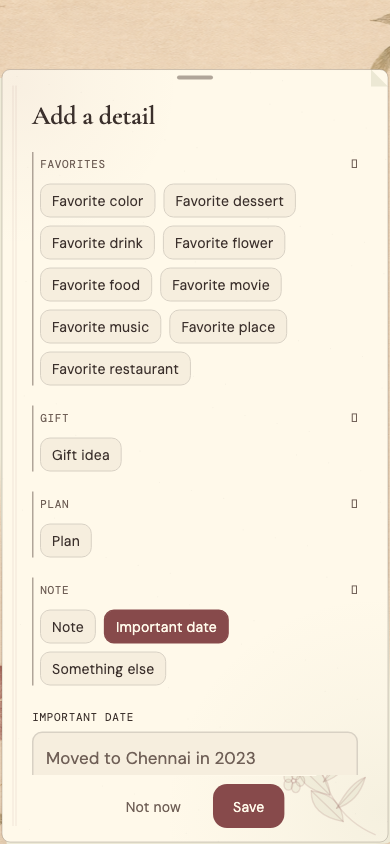 Add a detail
FAVORITES
Favorite color Favorite dessert
Favorite drink Favorite flower
Favorite food Favorite movie
Favorite music Favorite place
Favorite restaurant
GIFT
Gift idea
PLAN
Plan
NOTE
Note Important date
Something else
IMPORTANT DATE
Moved to Chennai in 2023
Not now Save